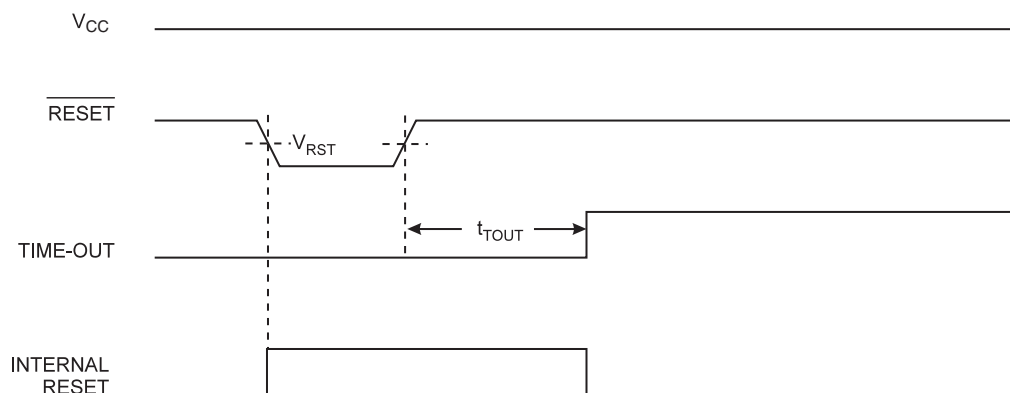 VCC
RESET
VRST
tTOUT
TIME-OUT
INTERNAL
RESET